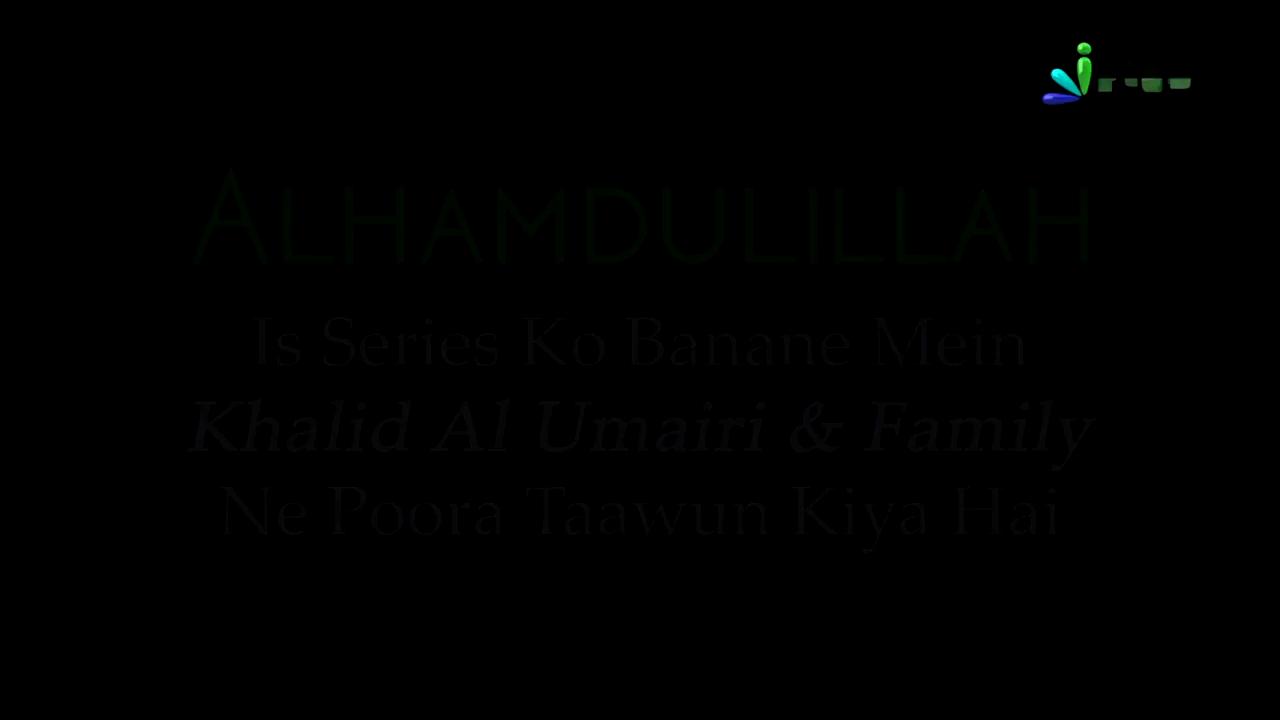 ALHAMDULILLAH
Is Series Ko Banane Mein
Khalid Al Umairi & Family
Ne Poora Taawun Kiya Hai